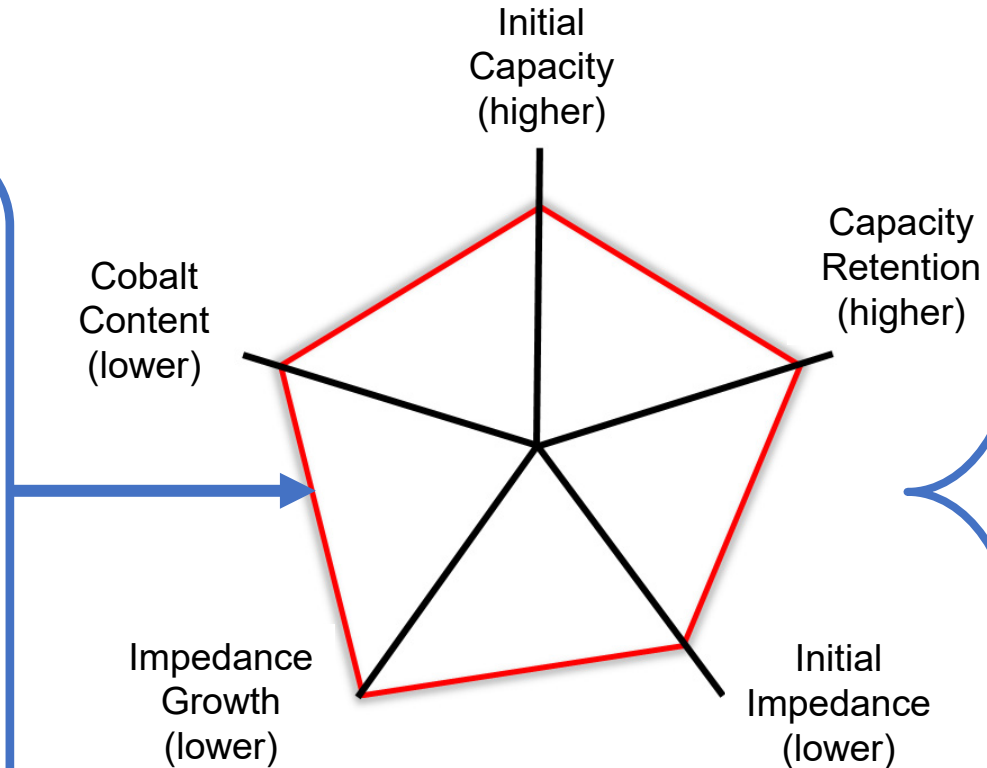 Initial
Capacity
(higher)
Capacity
Retention
(higher)
Cobalt
Content
(lower)
Impedance
Growth
(lower)
Initial
Impedance
(lower)